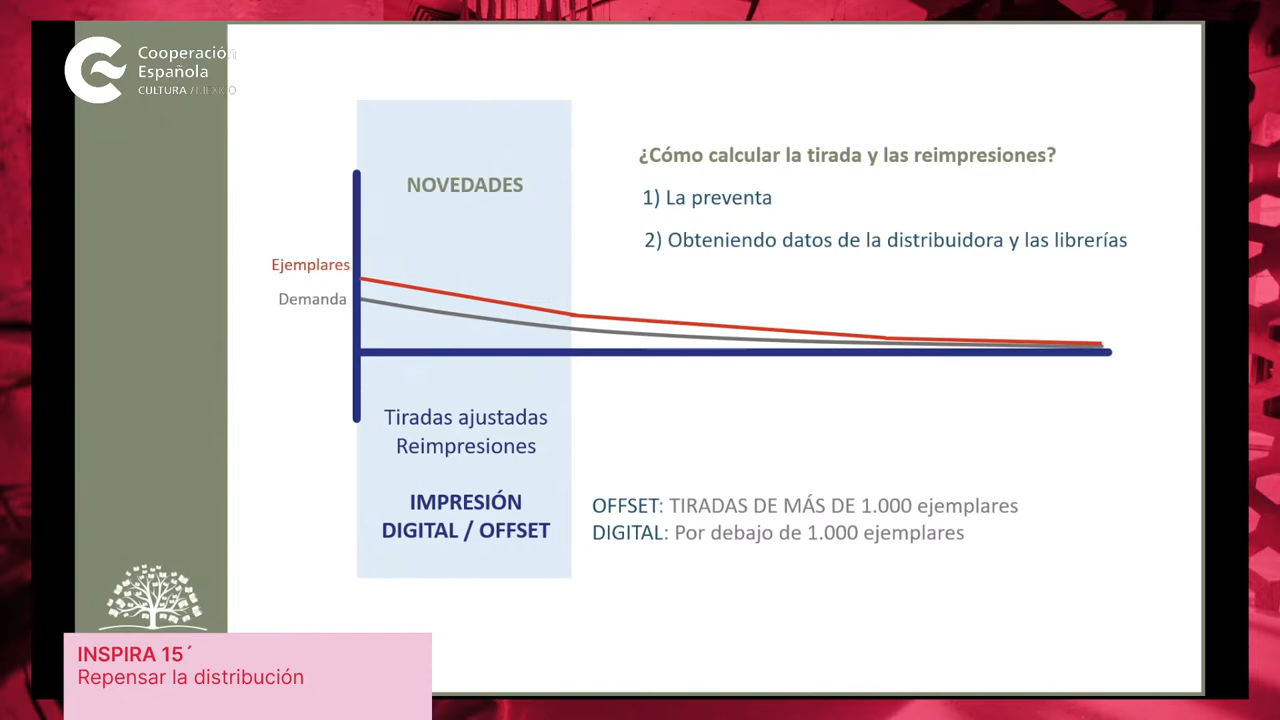 Cooperación
Española
CULTURA / MÉXICO
NOVEDADES
¿Cómo calcular la tirada y las reimpresiones?
1) La preventa
2) Obteniendo datos de la distribuidora y las librerías
Ejemplares
Demanda
Tiradas ajustadas
Reimpresiones
IMPRESIÓN
DIGITAL / OFFSET
OFFSET: TIRADAS DE MÁS DE 1.000 ejemplares
DIGITAL: Por debajo de 1.000 ejemplares
INSPIRA 15´
Repensar la distribución